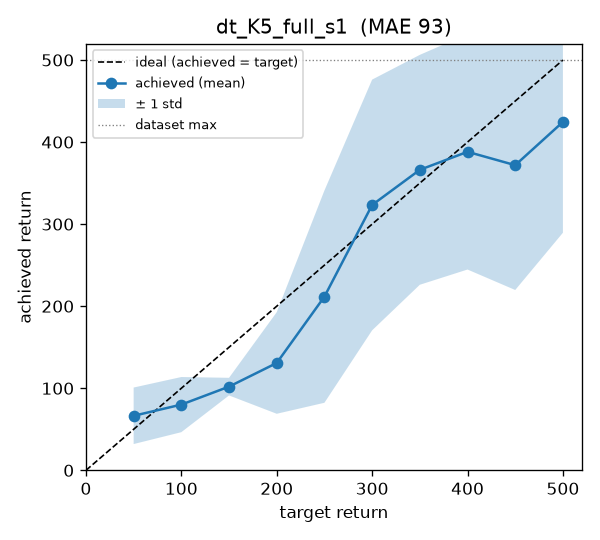 dt_K5_full_s1  (MAE 93)
ideal (achieved = target)
achieved (mean)
± 1 std
dataset max
achieved return
500
400
300
200
100
0
0 100 200 300 400 500
target return